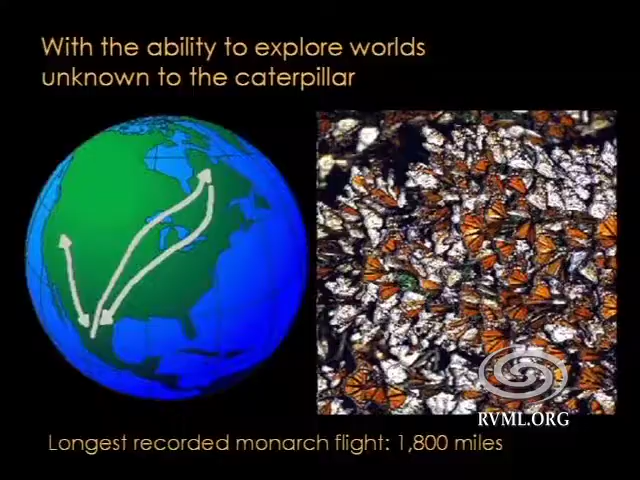 With the ability to explore worlds
unknown to the caterpillar
RVML.ORG
Longest recorded monarch flight: 1,800 miles